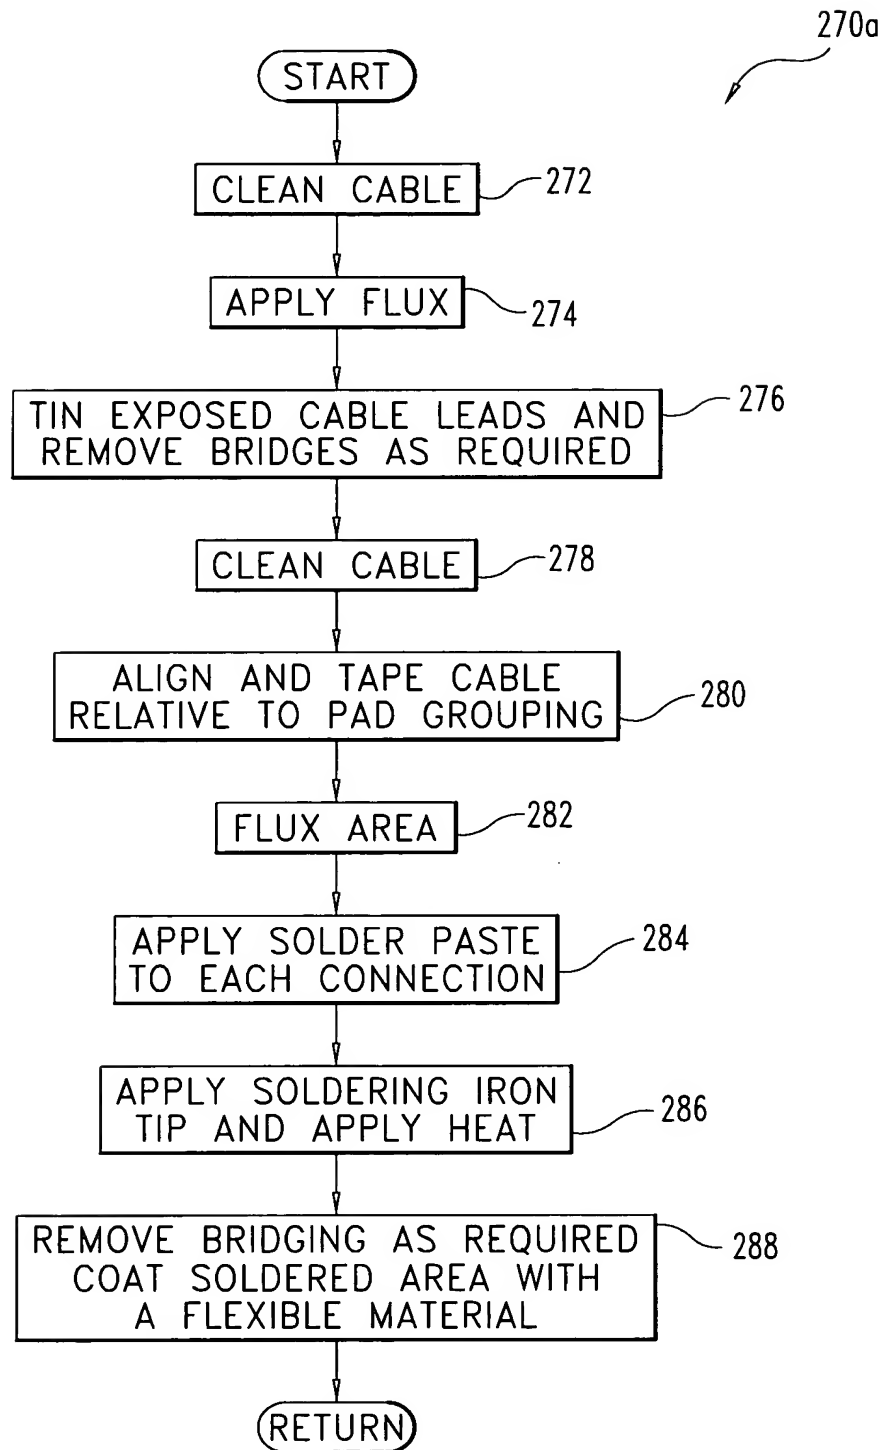 270a
START
CLEAN CABLE
272
APPLY FLUX
274
TIN EXPOSED CABLE LEADS AND
REMOVE BRIDGES AS REQUIRED
276
CLEAN CABLE
278
ALIGN AND TAPE CABLE
RELATIVE TO PAD GROUPING
280
FLUX AREA
282
APPLY SOLDER PASTE
TO EACH CONNECTION
284
APPLY SOLDERING IRON
TIP AND APPLY HEAT
286
REMOVE BRIDGING AS REQUIRED
COAT SOLDERED AREA WITH
A FLEXIBLE MATERIAL
288
RETURN